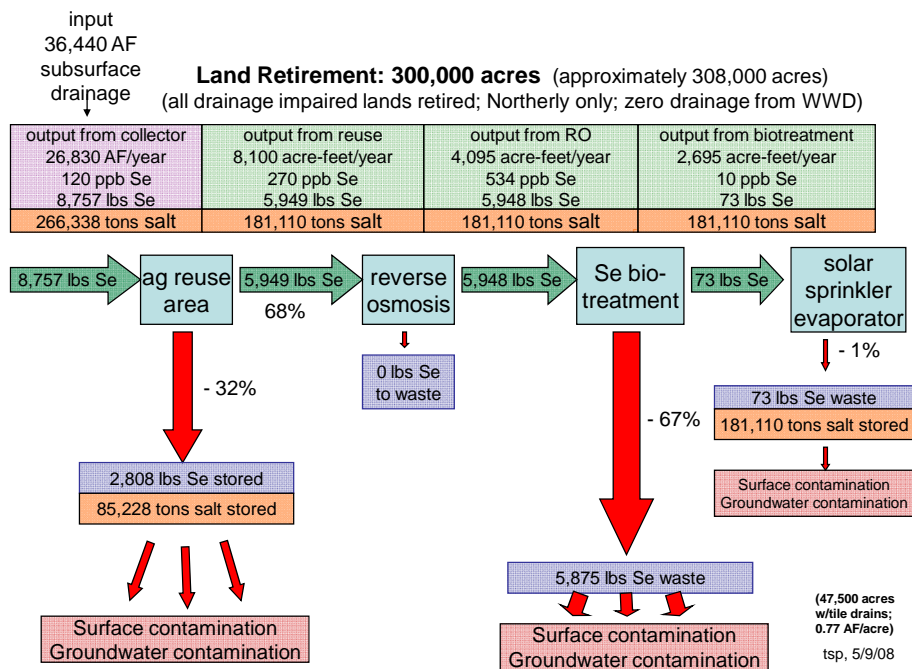 input
36,440 AF
subsurface
drainage
Land Retirement: 300,000 acres (approximately 308,000 acres)
(all drainage impaired lands retired; Northerly only; zero drainage from WWD)
output from collector
26,830 AF/year
120 ppb Se
8,757 lbs Se
266,338 tons salt
output from reuse
8,100 acre-feet/year
270 ppb Se
5,949 lbs Se
181,110 tons salt
output from RO
4,095 acre-feet/year
534 ppb Se
5,948 lbs Se
181,110 tons salt
output from biotreatment
2,695 acre-feet/year
10 ppb Se
73 lbs Se
181,110 tons salt
8,757 lbs Se
ag reuse
area
5,949 lbs Se
68%
reverse
osmosis
5,948 lbs Se
Se bio-
treatment
73 lbs Se
solar
sprinkler
evaporator
- 32%
0 lbs Se
to waste
- 67%
- 1%
73 lbs Se waste
181,110 tons salt stored
Surface contamination
Groundwater contamination
2,808 lbs Se stored
85,228 tons salt stored
Surface contamination
Groundwater contamination
5,875 lbs Se waste
Surface contamination
Groundwater contamination
(47,500 acres
w/tile drains;
0.77 AF/acre)
tsp, 5/9/08